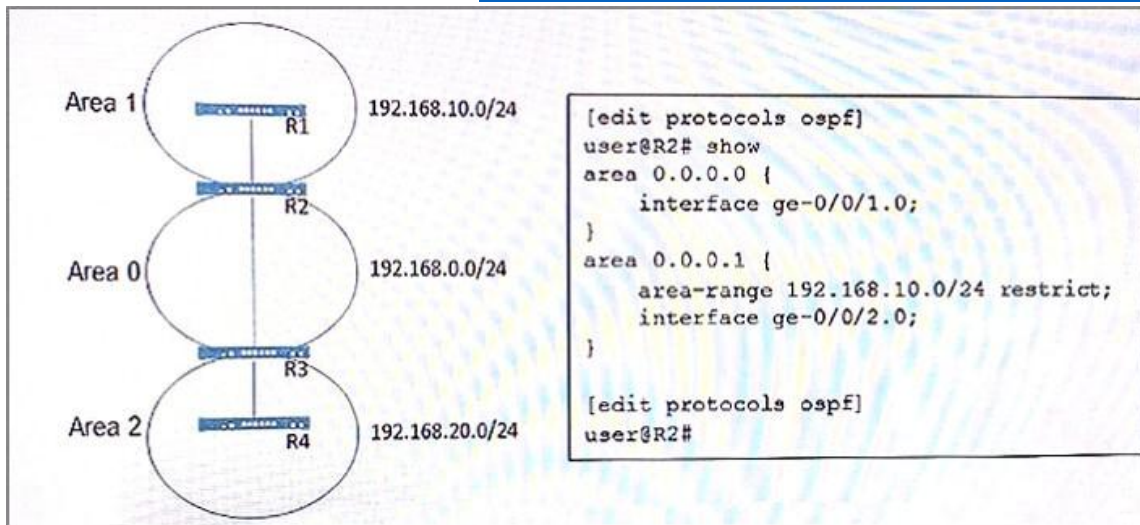 Area 1
192.168.10.0/24
R1
R2
Area 0
192.168.0.0/24
R3
Area 2
192.168.20.0/24
R4
[edit protocols ospf]
user@R2# show
area 0.0.0.0 {
interface ge-0/0/1.0;
}
area 0.0.0.1 {
area-range 192.168.10.0/24 restrict;
interface ge-0/0/2.0;
}
[edit protocols ospf]
user@R2#